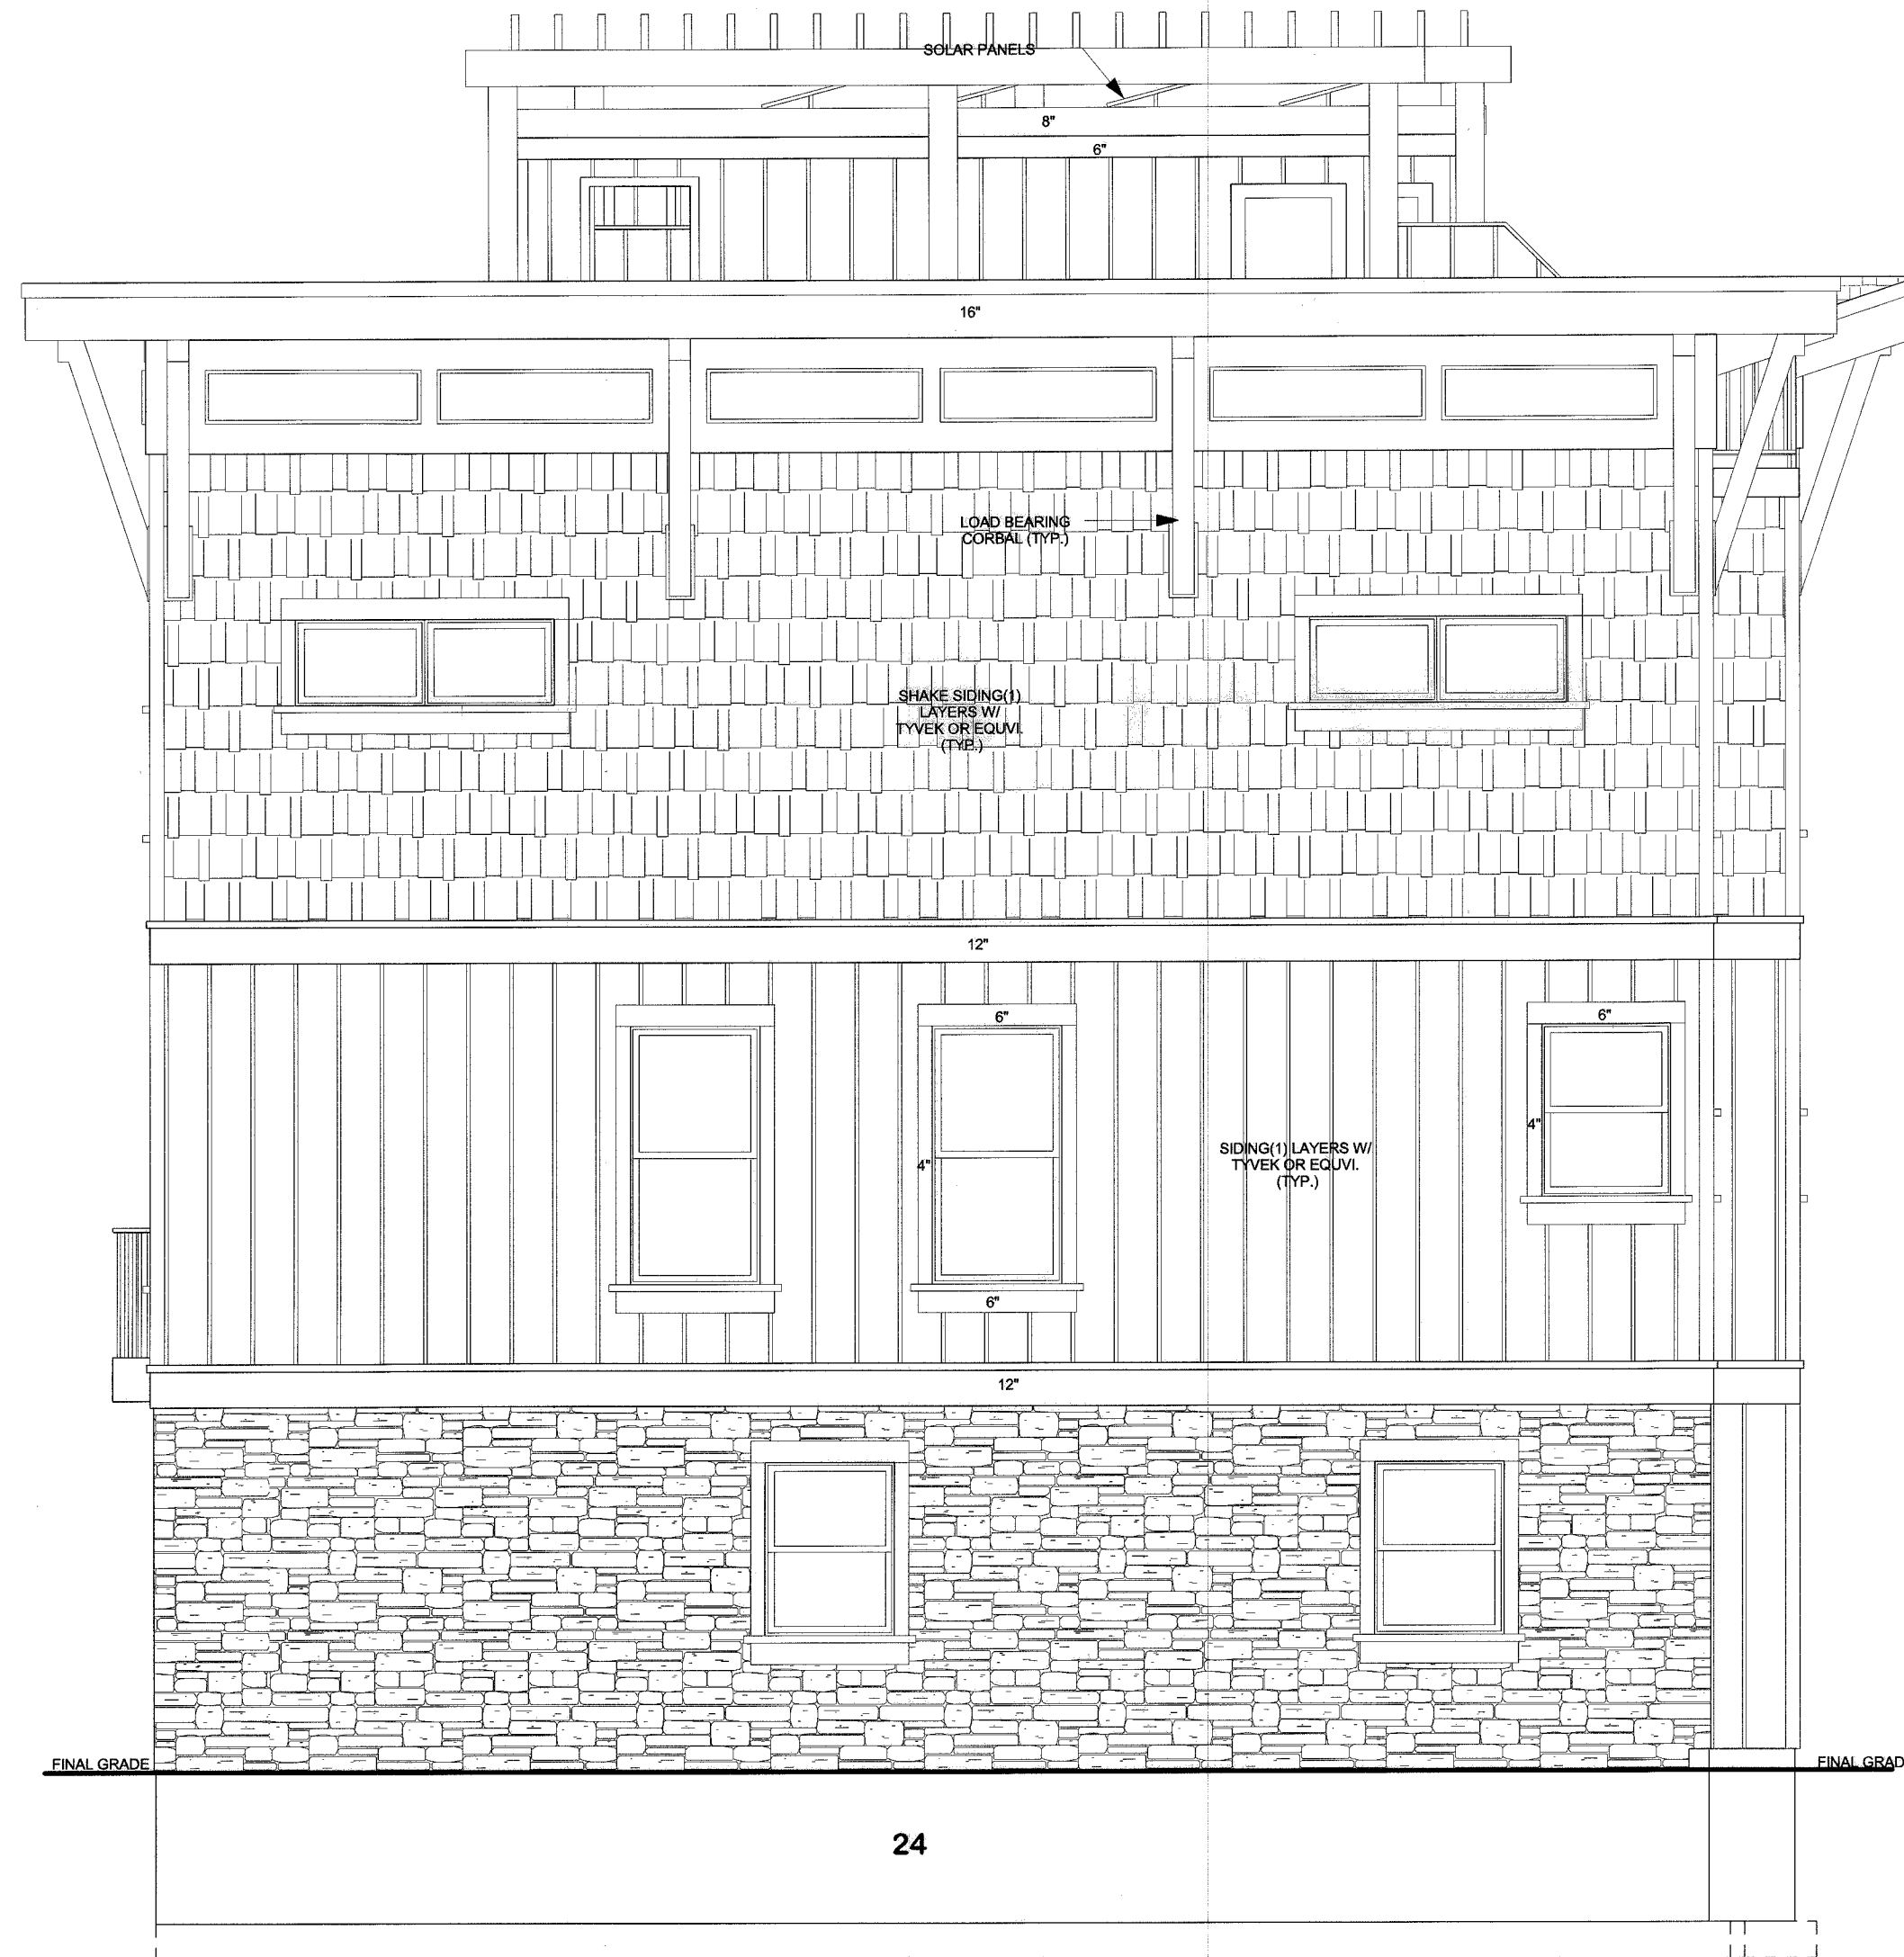 SOLAR PANELS
8"
6"
16"
LOAD BEARING
CORBAL (TYP.)
SHAKE SIDING(1)
LAYERS W/
TYVEK OR EQUVI.
(TYP.)
12"
6"
6"
4"
4"
SIDING(1) LAYERS W/
TYVEK OR EQUVI.
(TYP.)
6"
12"
FINAL GRADE
FINAL GRAD
24